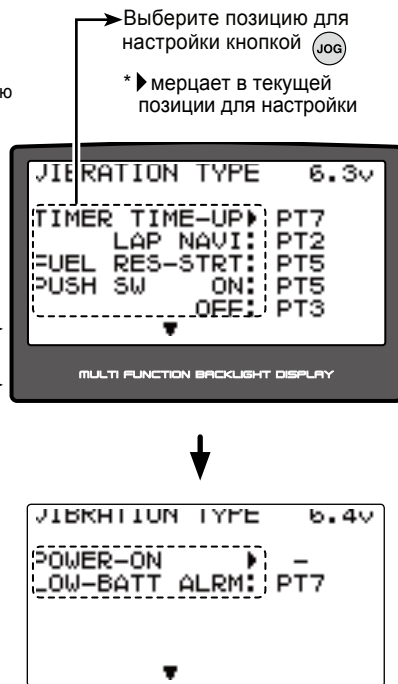 Выберите позицию для
настройки кнопкой JOG
* мерцает в текущей
позиции для настройки
ю
VIBRATION TYPE 6.3v
TIMER TIME-UP PT7
LAP NAVI: PT2
FUEL RES-STRT: PT5
PUSH SW ON: PT5
OFF: PT3
MULTI FUNCTION BACKLIGHT DISPLAY
VIBRATION TYPE 6.4v
POWER-ON -
LOW-BATT ALRM: PT7